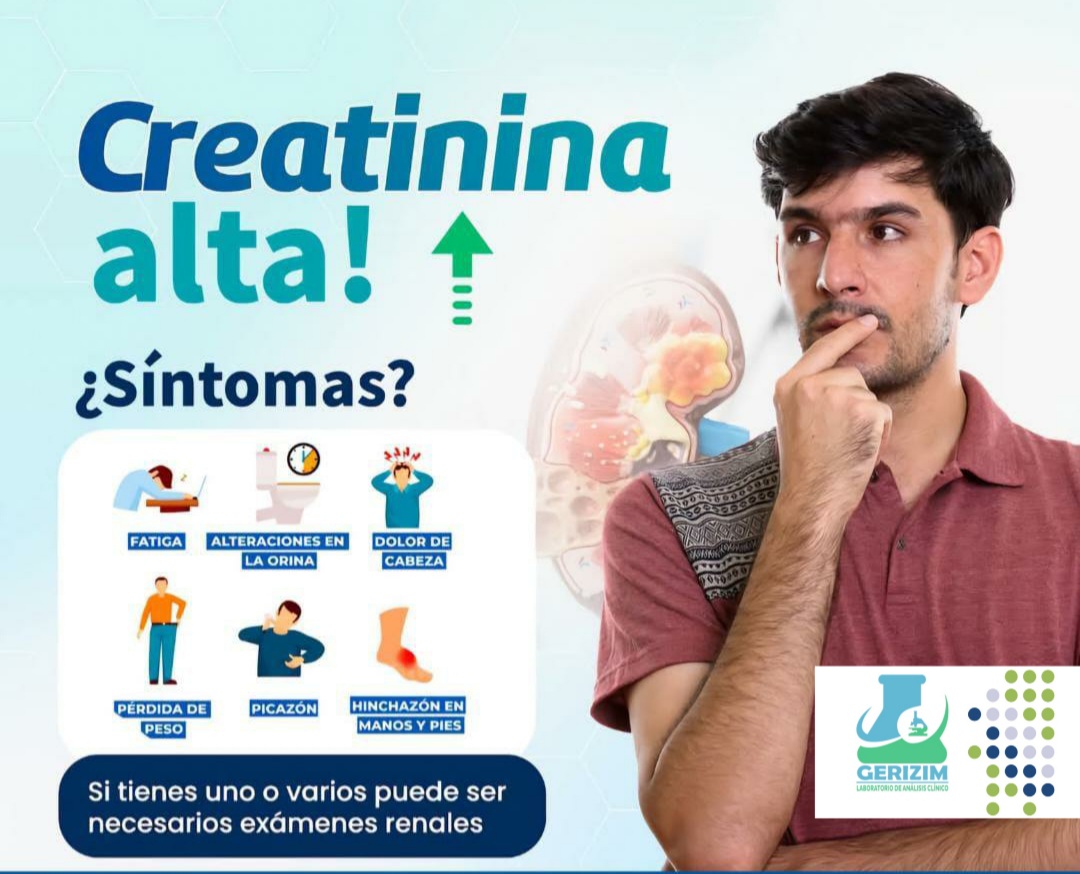 Creatinina
alta!
¿Síntomas?
FATIGA
ALTERACIONES EN
LA ORINA
DOLOR DE
CABEZA
PÉRDIDA DE
PESO
PICAZÓN
HINCHAZÓN EN
MANOS Y PIES
Si tienes uno o varios puede ser
necesarios exámenes renales
GERIZIM
LABORATORIO DE ANÁLISIS CLÍNICO